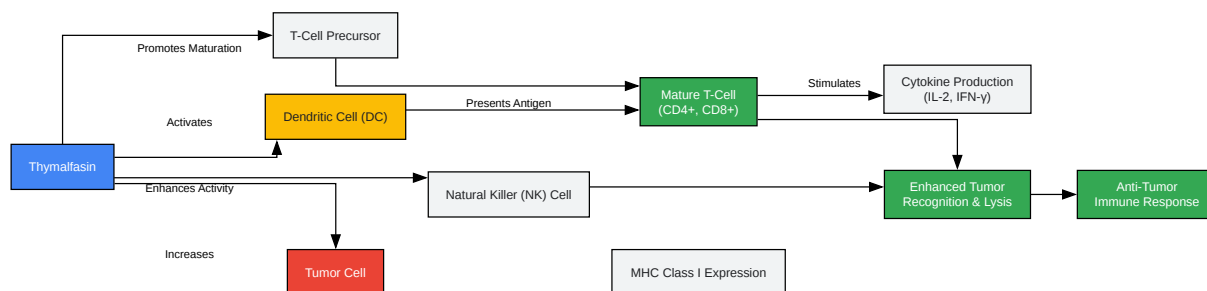 T-Cell Precursor
Promotes Maturation
Mature T-Cell
(CD4+, CD8+)
Stimulates
Cytokine Production
(IL-2, IFN-γ)
Dendritic Cell (DC)
Presents Antigen
Activates
Thymalfasin
Enhances Activity
Natural Killer (NK) Cell
Enhanced Tumor
Recognition & Lysis
Anti-Tumor
Immune Response
Increases
Tumor Cell
MHC Class I Expression